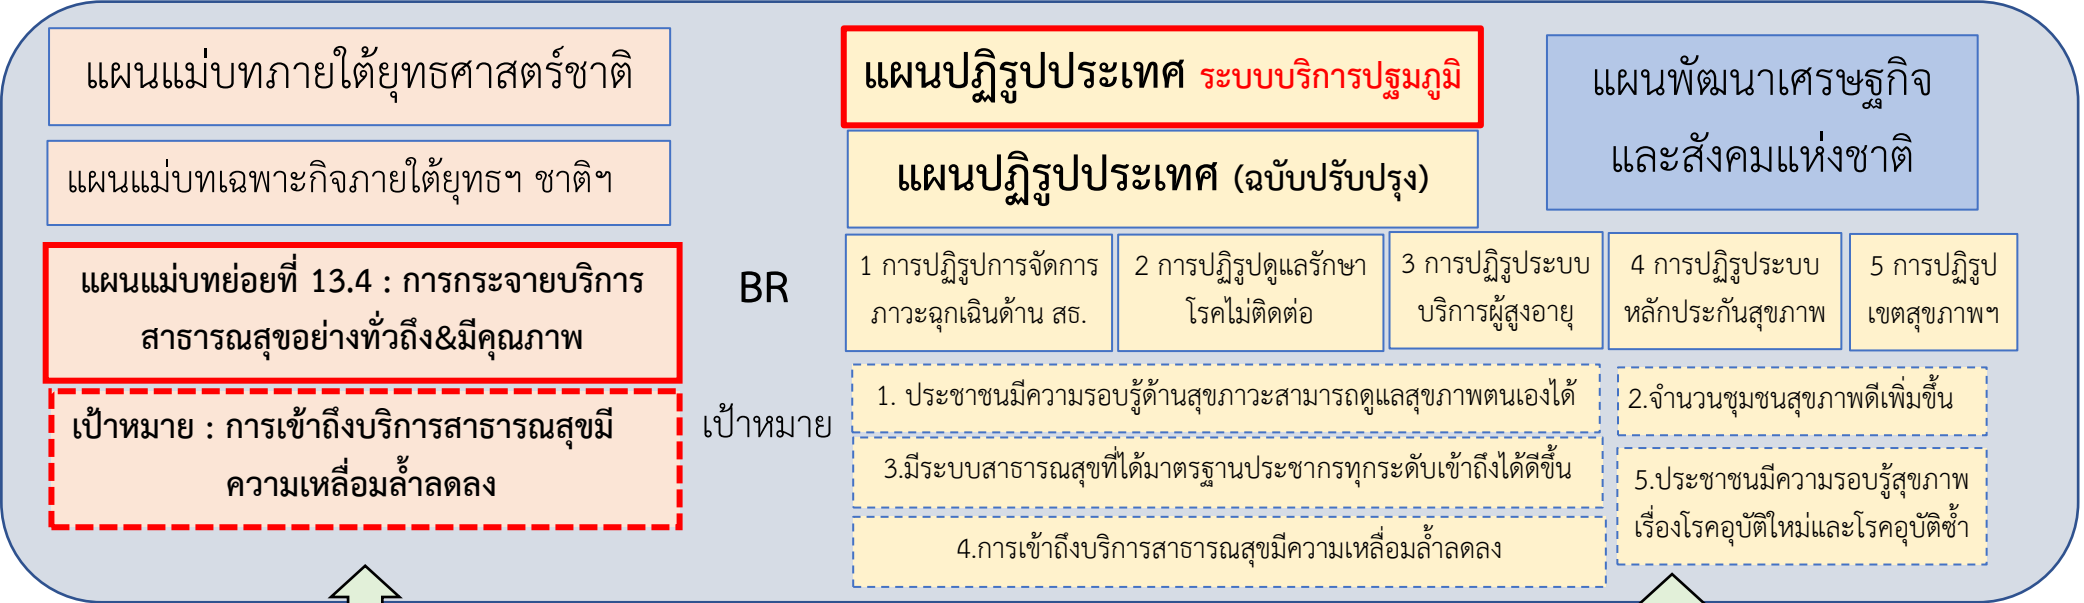 แผนแม่บทภายใต้ยุทธศาสตร์ชาติ
แผนแม่บทเฉพาะกิจภายใต้ยุทธฯ ชาติฯ
แผนแม่บทย่อยที่ 13.4 : การกระจายบริการ
สาธารณสุขอย่างทั่วถึง&มีคุณภาพ
เป้าหมาย : การเข้าถึงบริการสาธารณสุขมี
ความเหลื่อมล้ำลดลง
แผนปฏิรูปประเทศ ระบบบริการปฐมภูมิ
แผนปฏิรูปประเทศ (ฉบับปรับปรุง)
แผนพัฒนาเศรษฐกิจ
และสังคมแห่งชาติ
BR
1 การปฏิรูปการจัดการ
ภาวะฉุกเฉินด้าน สธ.
2 การปฏิรูปดูแลรักษา
โรคไม่ติดต่อ
3 การปฏิรูประบบ
บริการผู้สูงอายุ
4 การปฏิรูประบบ
หลักประกันสุขภาพ
5 การปฏิรูป
เขตสุขภาพฯ
เป้าหมาย
1. ประชาชนมีความรอบรู้ด้านสุขภาวะสามารถดูแลสุขภาพตนเองได้
2.จำนวนชุมชนสุขภาพดีเพิ่มขึ้น
3.มีระบบสาธารณสุขที่ได้มาตรฐานประชากรทุกระดับเข้าถึงได้ดีขึ้น
4.การเข้าถึงบริการสาธารณสุขมีความเหลื่อมล้ำลดลง
5.ประชาชนมีความรอบรู้สุขภาพ
เรื่องโรคอุบัติใหม่และโรคอุบัติซ้ำ